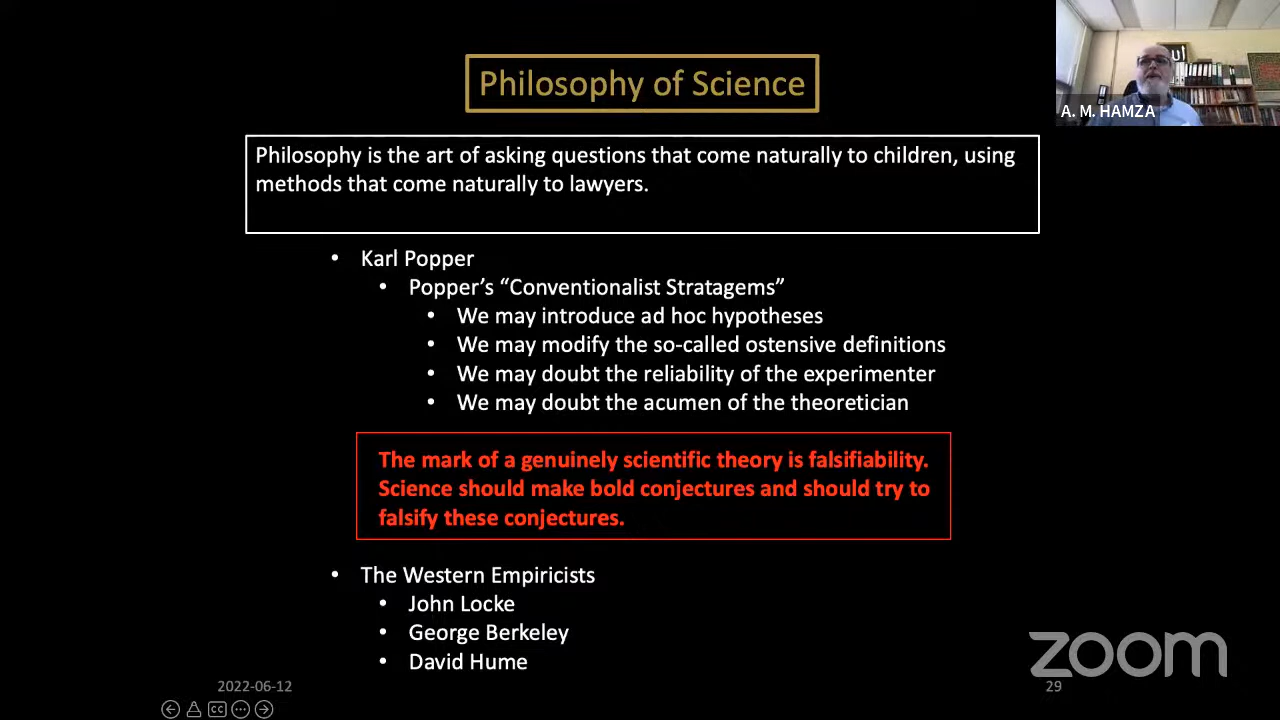 Philosophy of Science
A. M. HAMZA
Philosophy is the art of asking questions that come naturally to children, using
methods that come naturally to lawyers.
• Karl Popper
• Popper’s “Conventionalist Stratagems”
• We may introduce ad hoc hypotheses
• We may modify the so-called ostensive definitions
• We may doubt the reliability of the experimenter
• We may doubt the acumen of the theoretician
The mark of a genuinely scientific theory is falsifiability.
Science should make bold conjectures and should try to
falsify these conjectures.
• The Western Empiricists
• John Locke
• George Berkeley
• David Hume
zoom
2022-06-12
29
CC